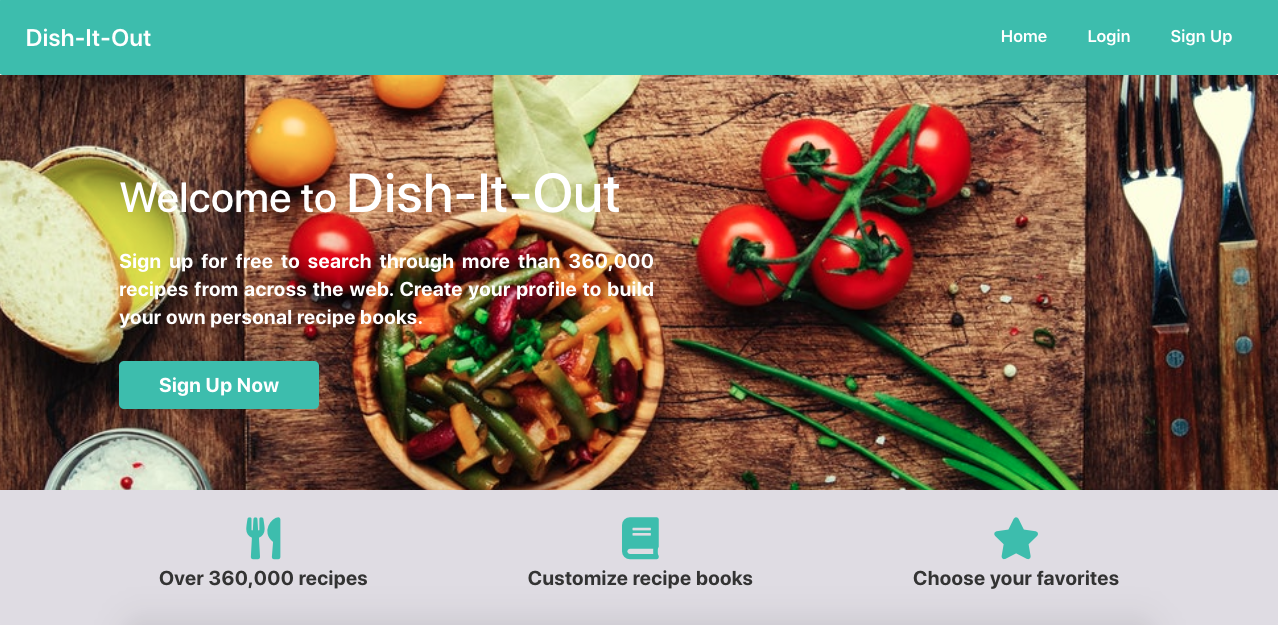 Dish-It-Out
Home Login Sign Up
Welcome to Dish-It-Out
Sign up for free to search through more than 360,000
recipes from across the web. Create your profile to build
your own personal recipe books.
Sign Up Now
Over 360,000 recipes
Customize recipe books
Choose your favorites